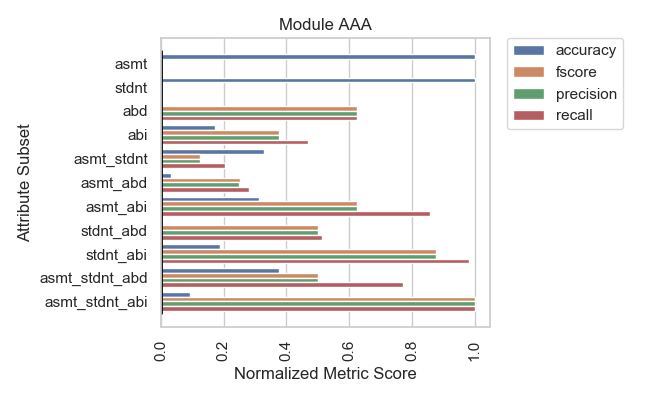 Module AAA
accuracy
fscore
precision
recall
Attribute Subset
asmt
stdnt
abd
abi
asmt_stdnt
asmt_abd
asmt_abi
stdnt_abd
stdnt_abi
asmt_stdnt_abd
asmt_stdnt_abi
0.0 0.2 0.4 0.6 0.8 1.0
Normalized Metric Score